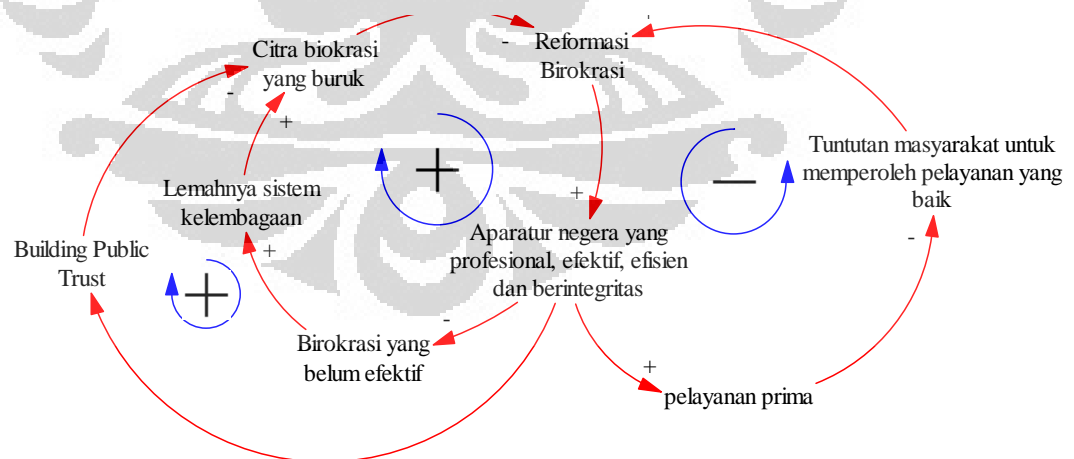 Citra biokrasi
yang buruk
-
Reformasi
Birokrasi
-
+
+
-
Tuntutan masyarakat untuk
memperoleh pelayanan yang
baik
Lemahnya sistem
kelembagaan
+
-
Aparatur negera yang
profesional, efektif, efisien
dan berintegritas
Building Public
Trust
+
+
-
Birokrasi yang
belum efektif
+
pelayanan prima